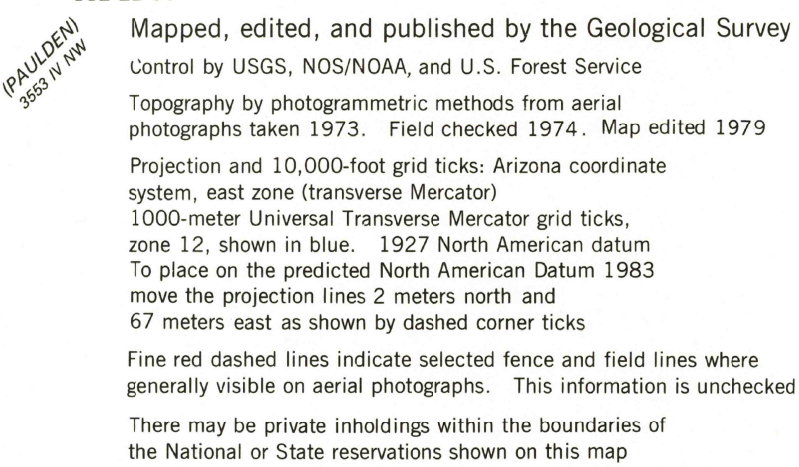 (PAULDEN)
3553 IV NW
Mapped, edited, and published by the Geological Survey
Control by USGS, NOS/NOAA, and U.S. Forest Service
Topography by photogrammetric methods from aerial
photographs taken 1973. Field checked 1974. Map edited 1979
Projection and 10,000-foot grid ticks: Arizona coordinate
system, east zone (transverse Mercator)
1000-meter Universal Transverse Mercator grid ticks,
zone 12, shown in blue. 1927 North American datum
To place on the predicted North American Datum 1983
move the projection lines 2 meters north and
67 meters east as shown by dashed corner ticks
Fine red dashed lines indicate selected fence and field lines where
generally visible on aerial photographs. This information is unchecked
There may be private inholdings within the boundaries of
the National or State reservations shown on this map